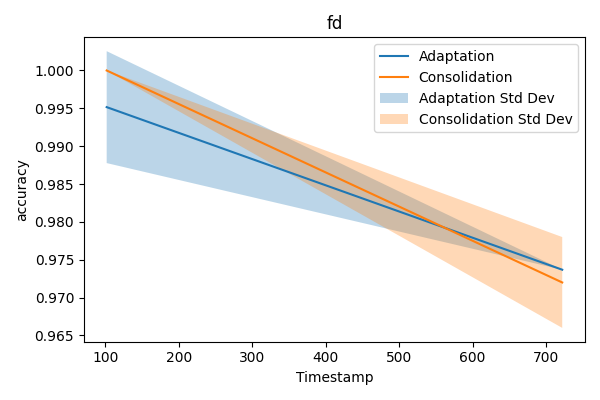 fd
Adaptation
Consolidation
Adaptation Std Dev
Consolidation Std Dev
accuracy
1.000
0.995
0.990
0.985
0.980
0.975
0.970
0.965
100 200 300 400 500 600 700
Timestamp